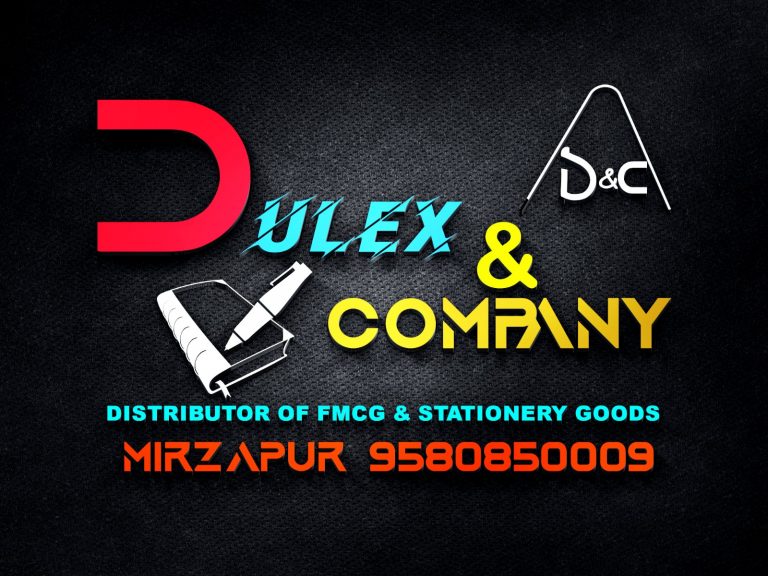 D&C
DULEX
&
COMPANY
DISTRIBUTOR OF FMCG & STATIONERY GOODS
MIRZAPUR 9580850009